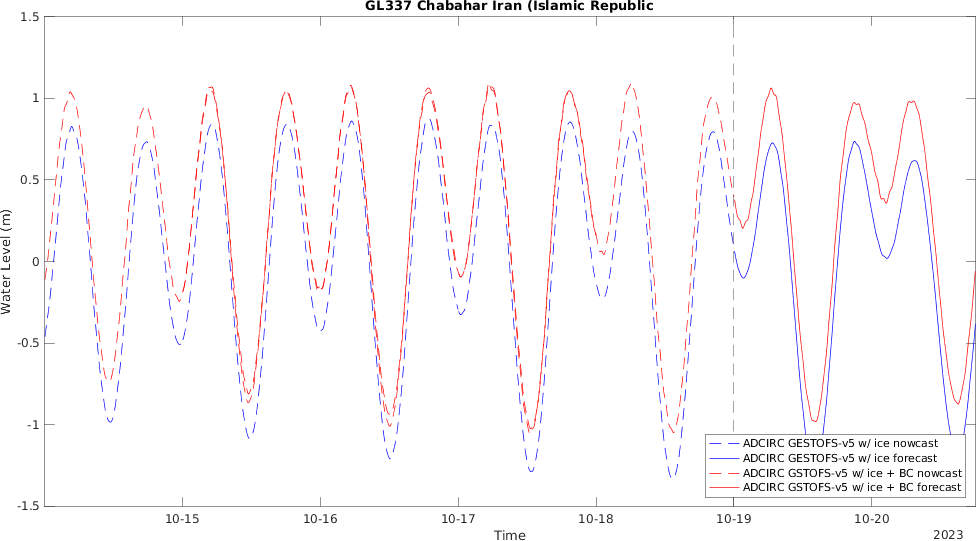 GL337 Chabahar Iran (Islamic Republic
1.5
1
0.5
0
-0.5
-1
-1.5
Water Level (m)
10-15
10-16
10-17
10-18
10-19
10-20
Time
2023
ADCIRC GESTOFS-v5 w/ ice nowcast
ADCIRC GESTOFS-v5 w/ ice forecast
ADCIRC GSTOFS-v5 w/ ice + BC nowcast
ADCIRC GSTOFS-v5 w/ ice + BC forecast